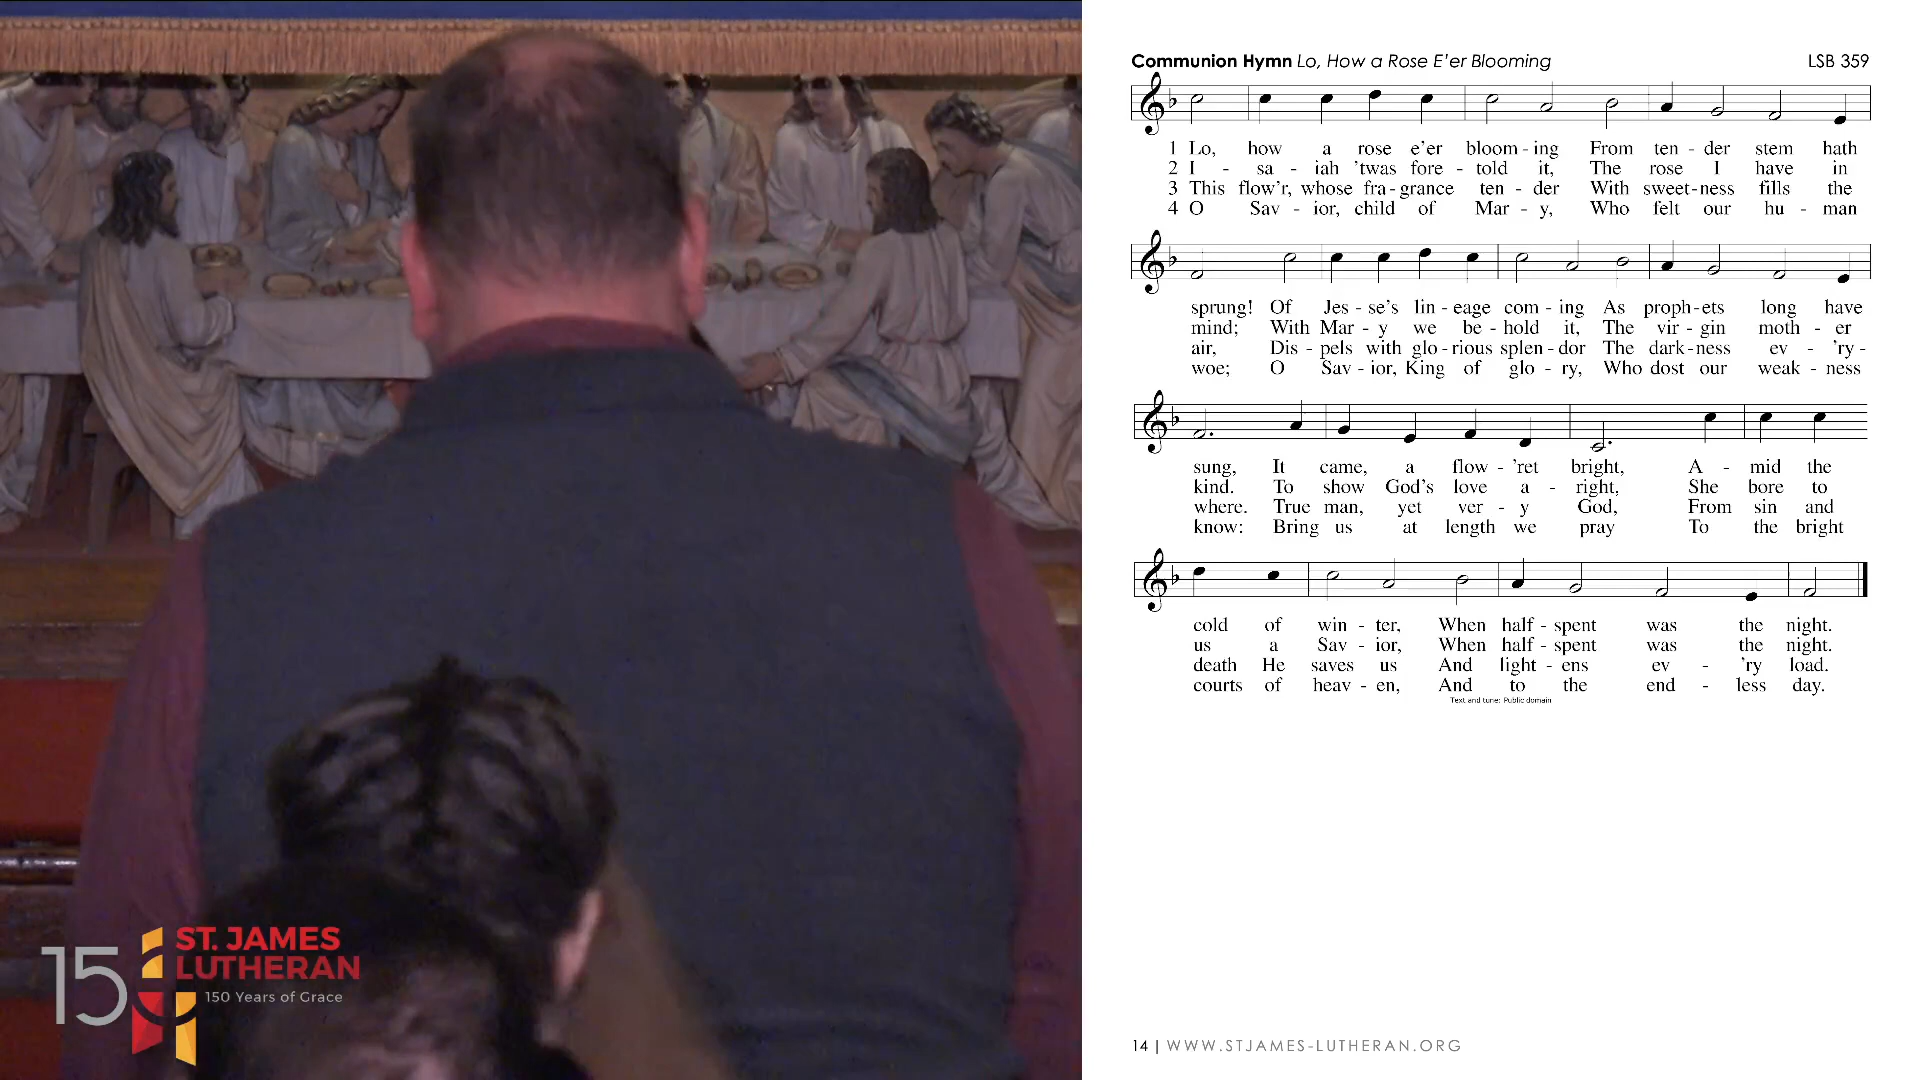 Communion Hymn Lo, How a Rose E'er Blooming LSB 359
1 Lo, how a rose e'er bloom - ing From ten - der stem hath
2 I - sa - iah 'twas fore - told it, The rose I have in
3 This flow'r, whose fra - grance ten - der With sweet - ness fills the
4 O Sav - ior, child of Mar - y, Who felt our hu - man
sprung! Of Jes - se's lin - eage com - ing As proph - ets long have
mind; With Mar - y we be - hold it, The vir - gin moth - er
air, Dis - pels with glo - rious splen - dor The dark - ness ev - 'ry -
woe; O Sav - ior, King of glo - ry, Who dost our weak - ness
sung, It came, a flow - 'ret bright, A - mid the
kind. To show God's love a - right, She bore to
where. True man, yet ver - y God, From sin and
know: Bring us at length we pray To the bright
cold of win - ter, When half - spent was the night.
us a Sav - ior, When half - spent was the night.
death He saves us And light - ens ev - 'ry load.
courts of heav - en, And to the end - less day.
Text and tune: Public domain
14 | WWW.STJAMES-LUTHERAN.ORG
150
ST. JAMES
LUTHERAN
150 Years of Grace